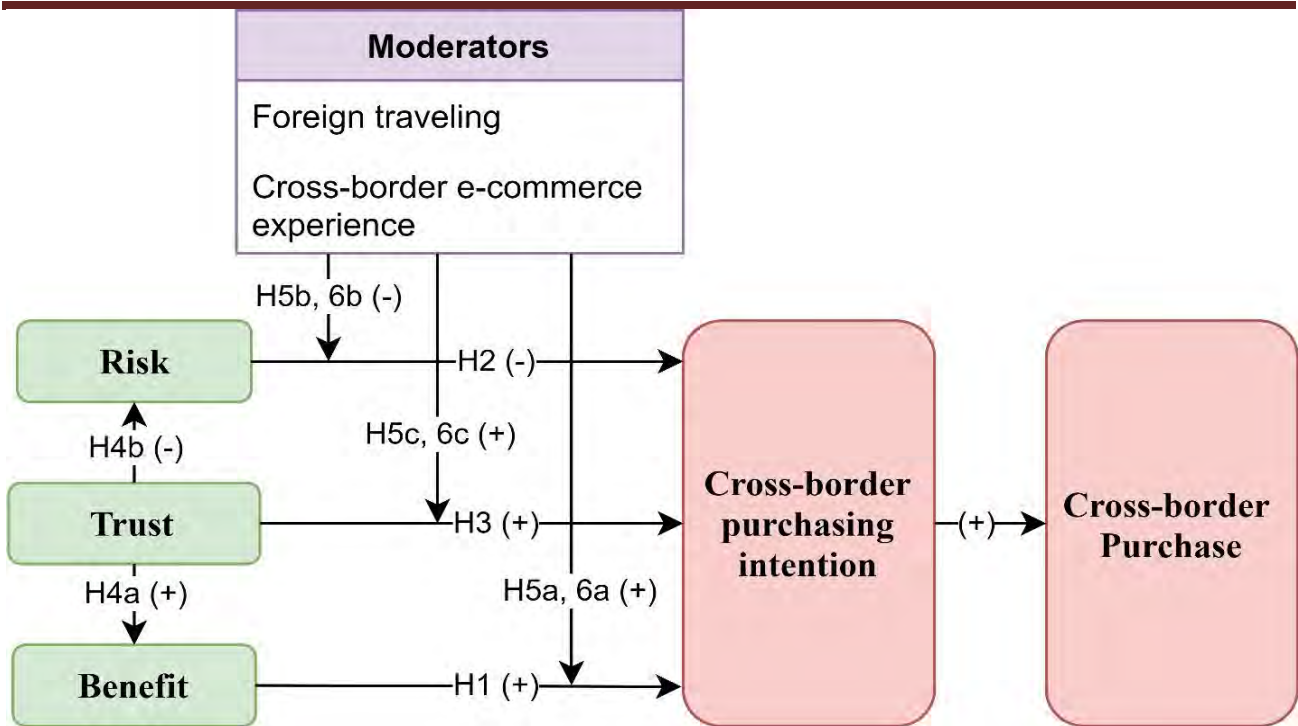 Moderators
Foreign traveling
Cross-border e-commerce
experience
H5b, 6b (-)
Risk
H2 (-)
H5c, 6c (+)
H4b (-)
Trust
H3 (+)
Cross-border
purchasing
intention
(+)
Cross-border
Purchase
H4a (+)
H5a, 6a (+)
Benefit
H1 (+)